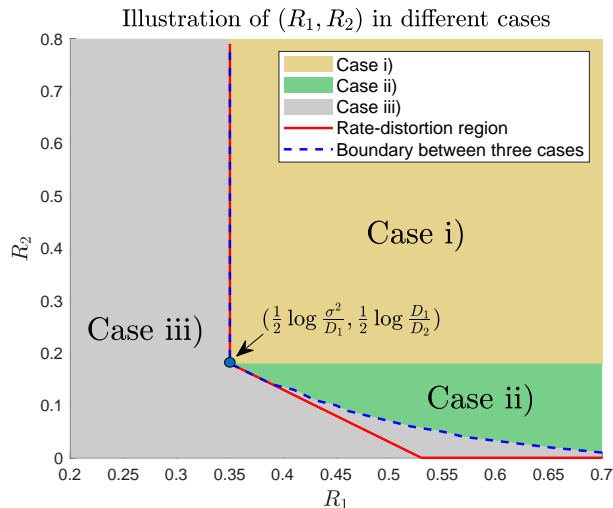 Illustration of (R₁, R₂) in different cases
0.8
0.7
0.6
0.5
0.4
0.3
0.2
0.1
0
R₂
Case i)
Case ii)
Case iii)
Rate-distortion region
Boundary between three cases
Case i)
(½ log σ²/D₁, ½ log D₁/D₂)
Case iii)
Case ii)
0.2 0.25 0.3 0.35 0.4 0.45 0.5 0.55 0.6 0.65 0.7
R₁